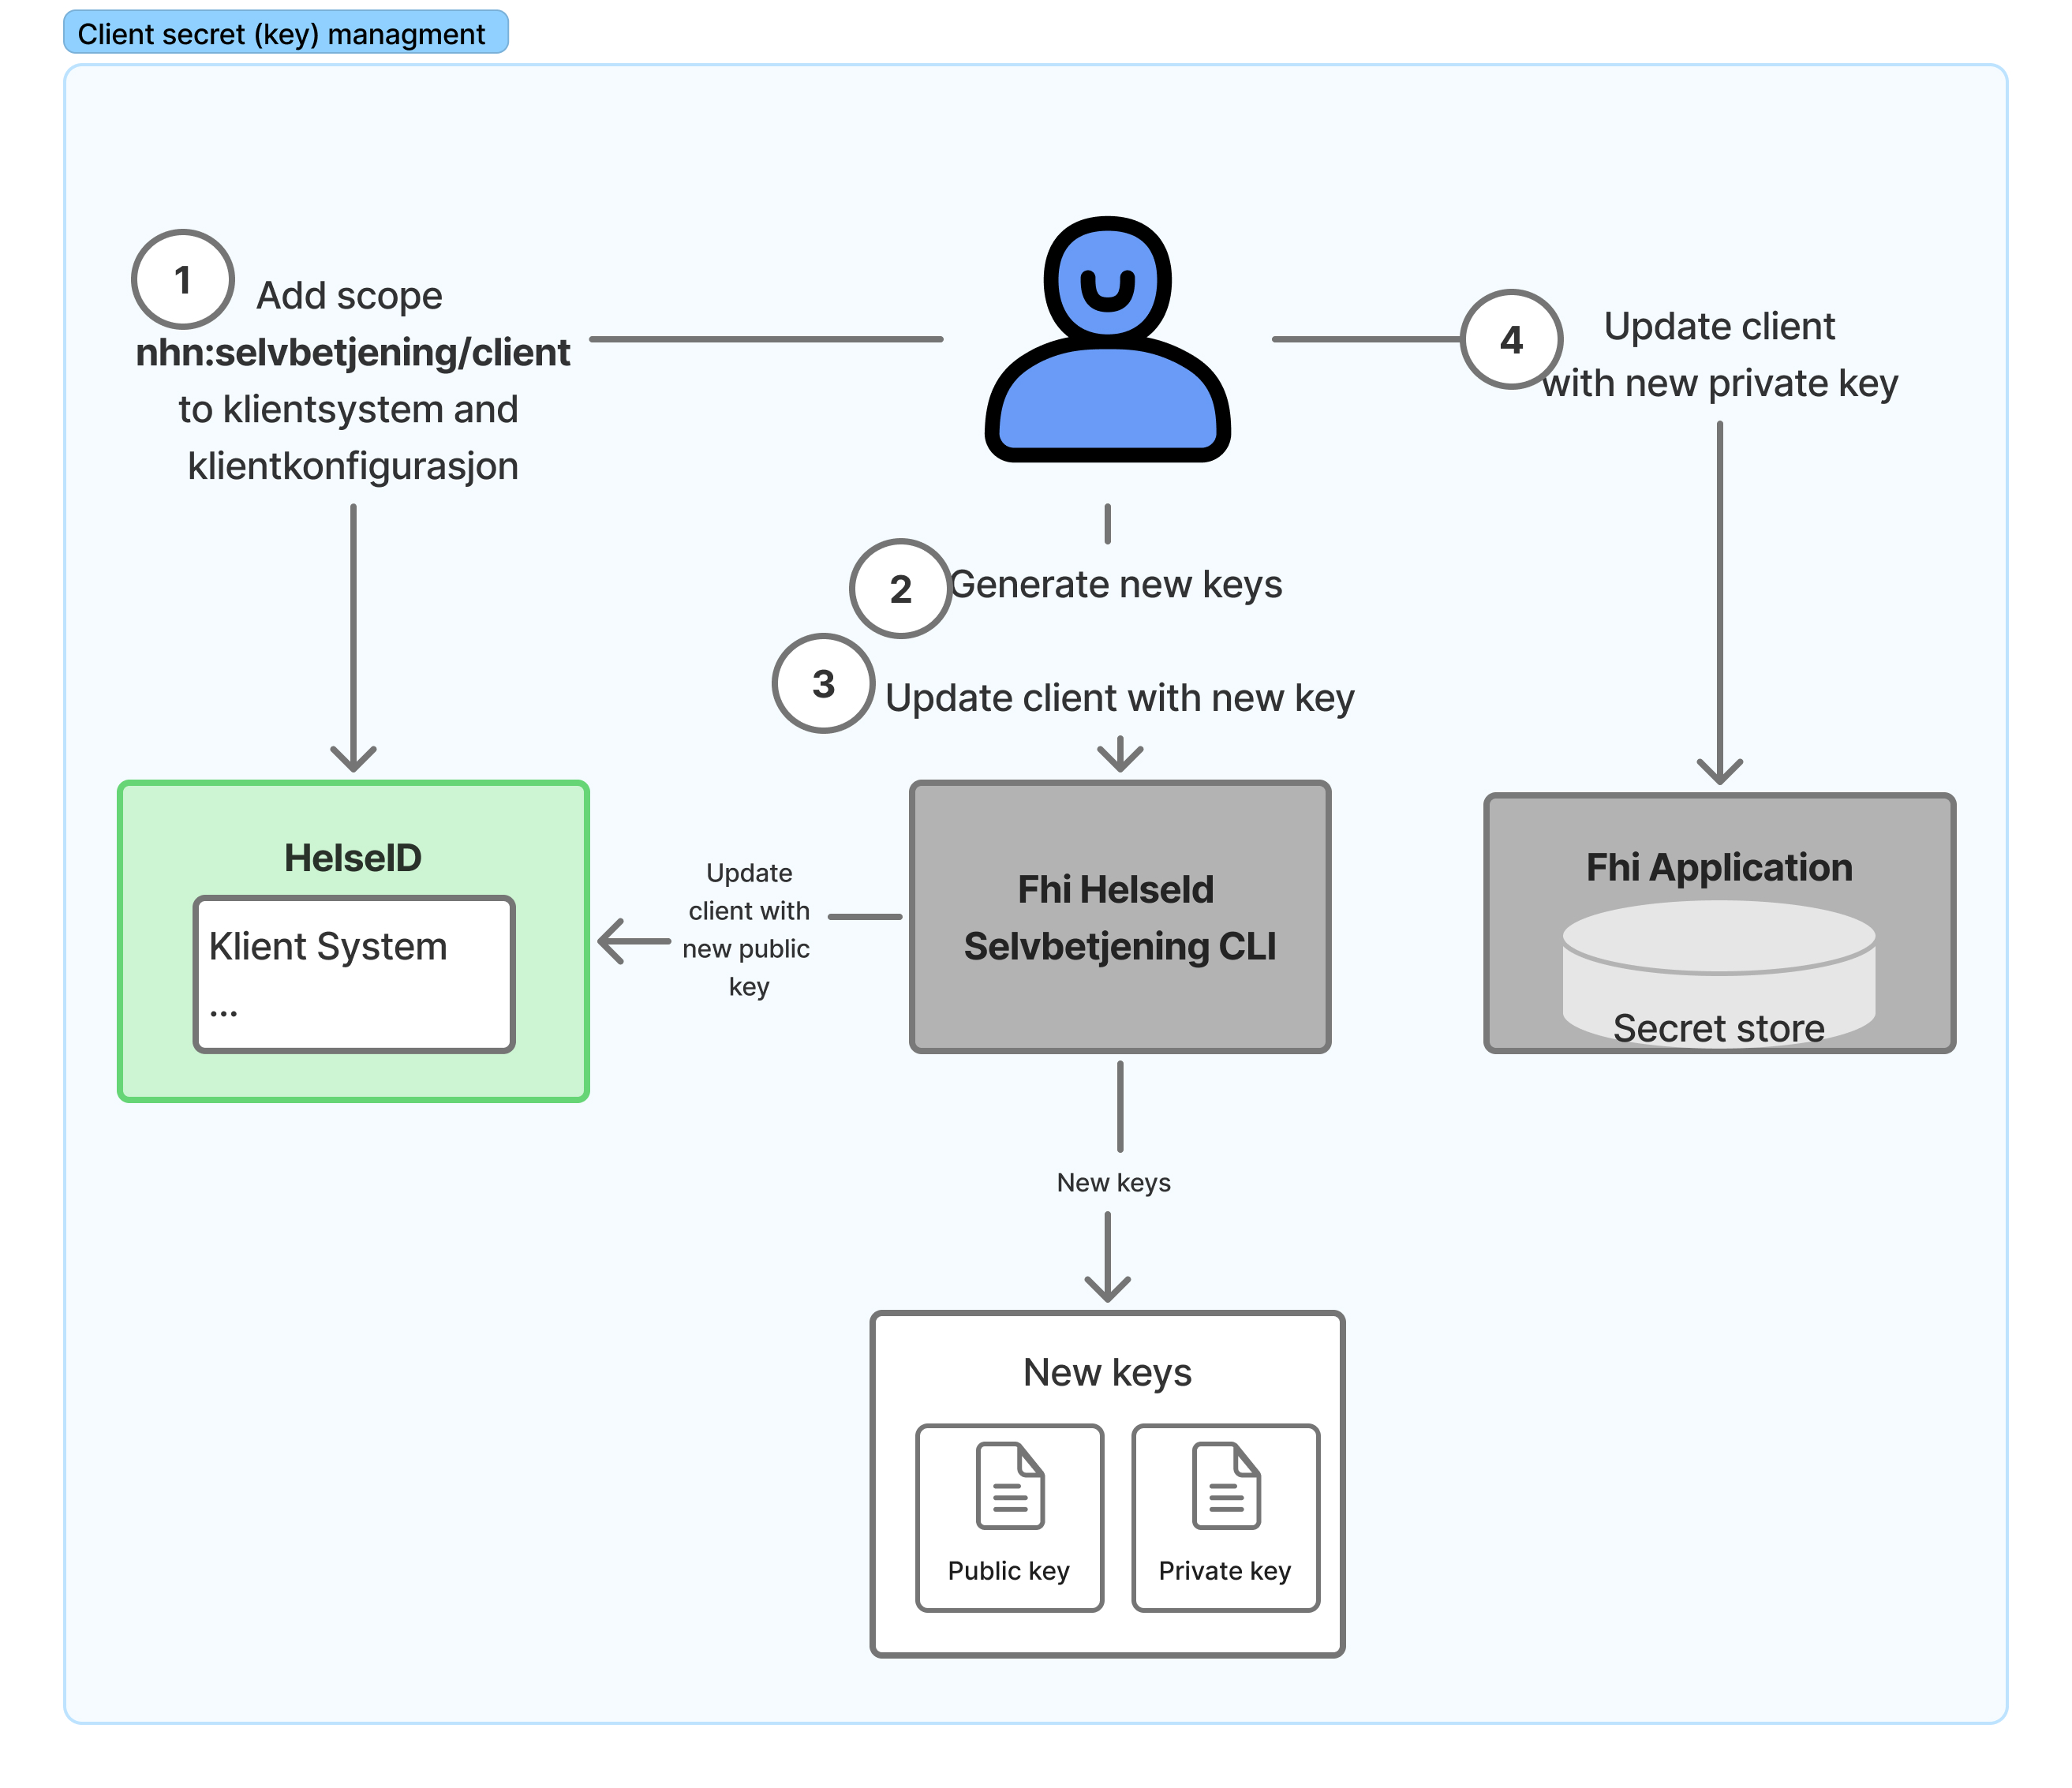 Client secret (key) managment
1
Add scope
nhn:selvbetjening/client
to klientsystem and
klientkonfigurasjon
4
Update client
with new private key
2
Generate new keys
3
Update client with new key
HelseID
Klient System
...
Update
client with
new public
key
Fhi HelseId
Selvbetjening CLI
Fhi Application
Secret store
New keys
New keys
Public key
Private key